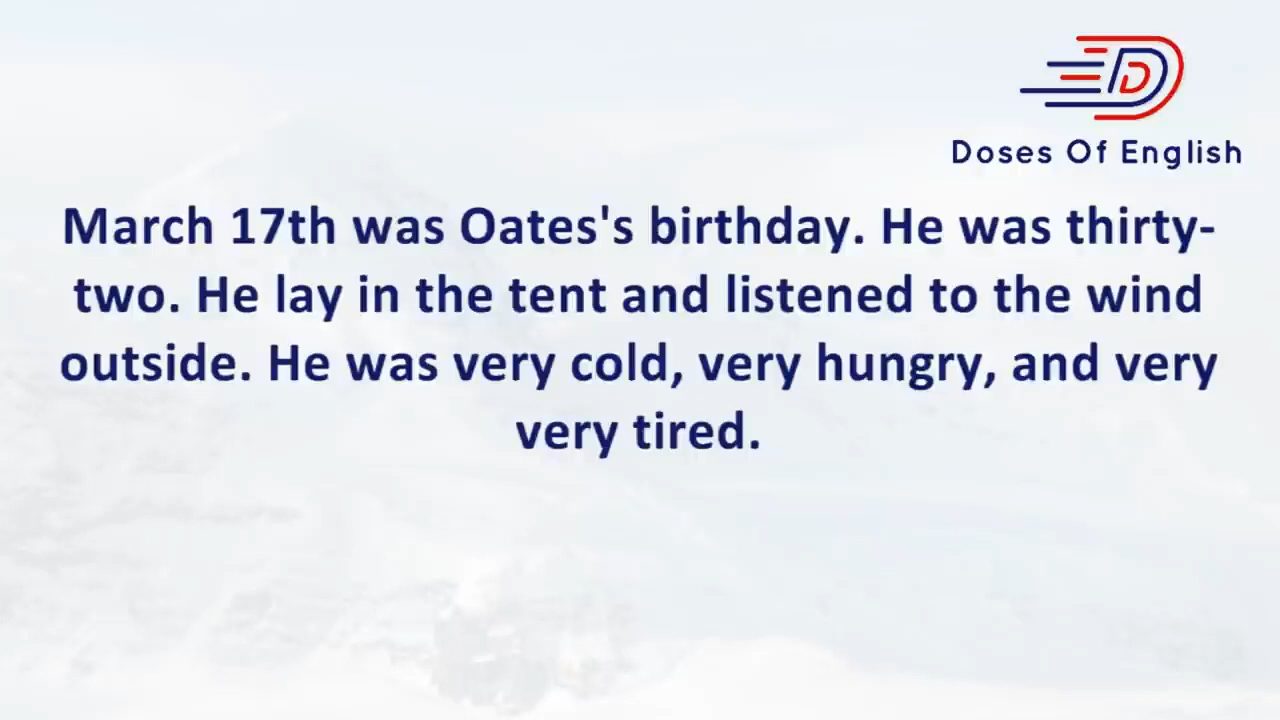 Doses Of English
March 17th was Oates's birthday. He was thirty-
two. He lay in the tent and listened to the wind
outside. He was very cold, very hungry, and very
very tired.